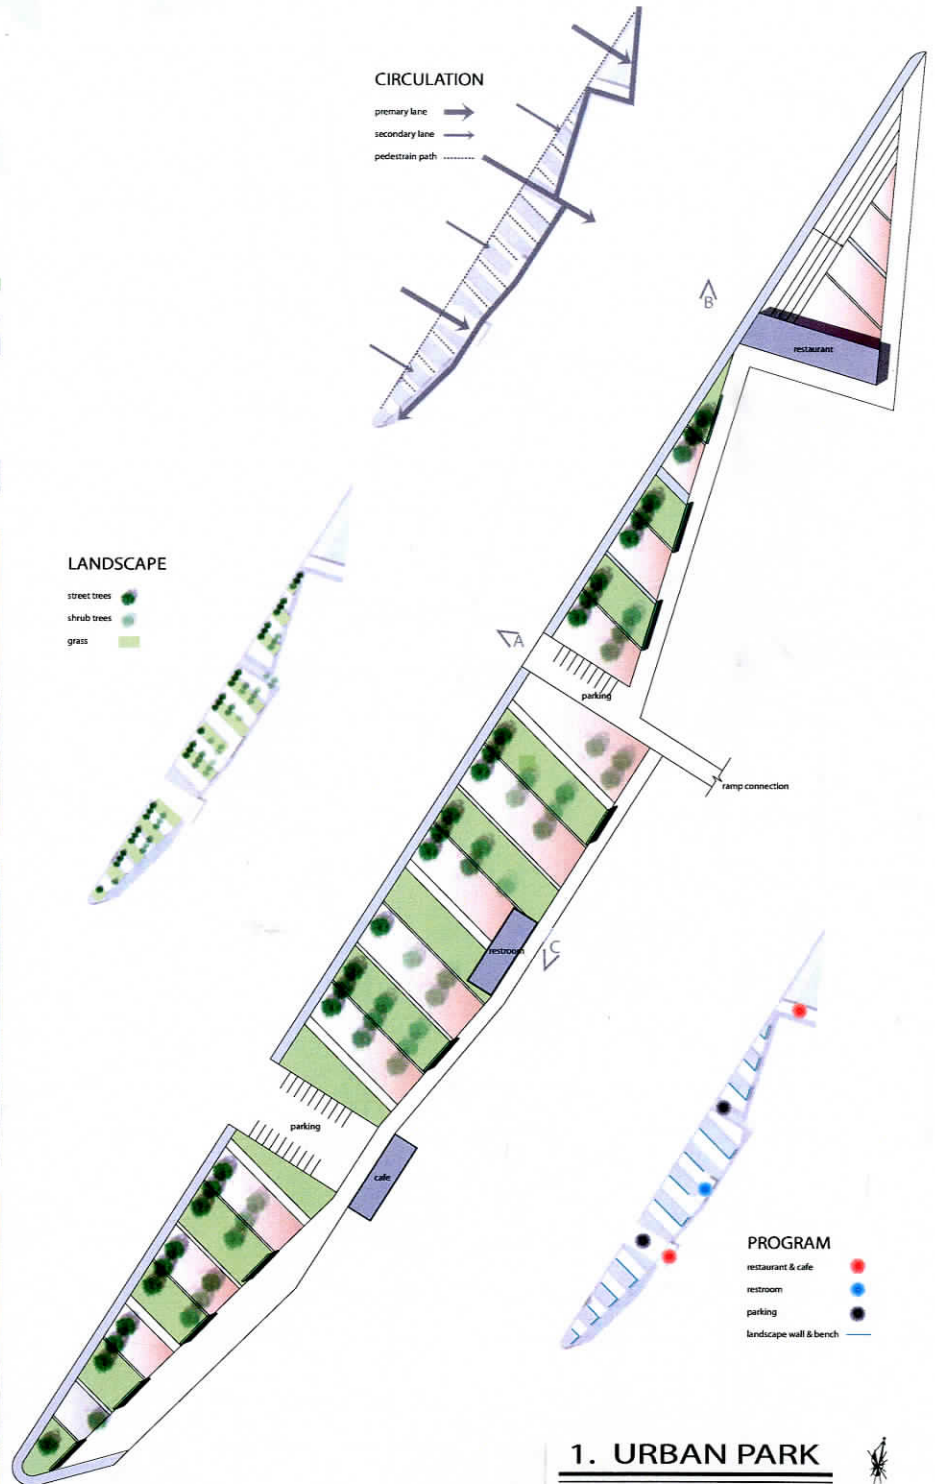 CIRCULATION
premary lane
secondary lane
pedestrain path
B
restaurant
LANDSCAPE
street trees
shrub trees
grass
A
parking
ramp connection
restroom
C
parking
cafe
PROGRAM
restaurant & cafe
restroom
parking
landscape wall & bench
1. URBAN PARK